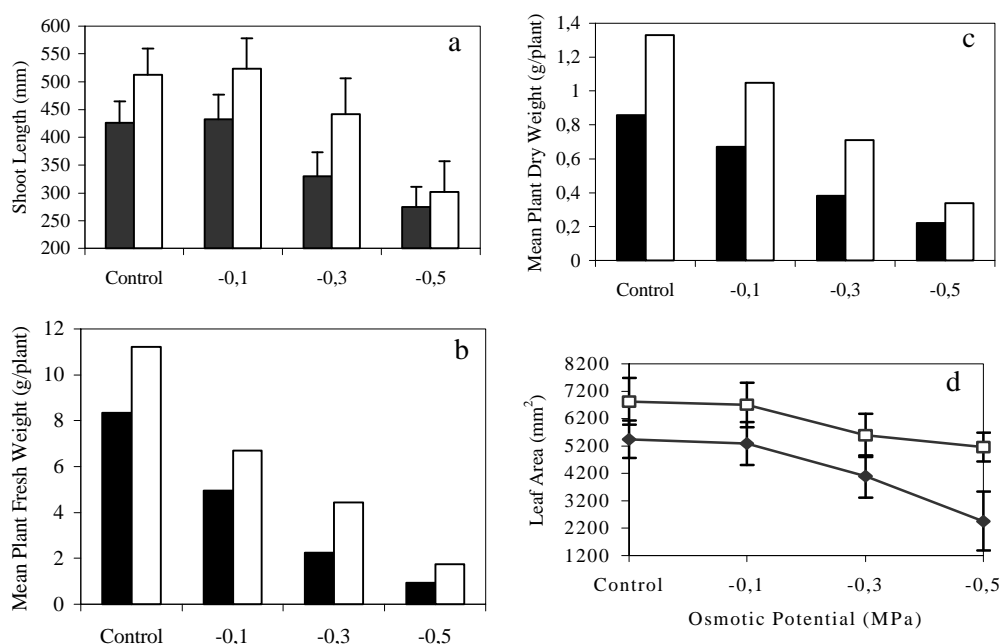 a
Shoot Length (mm)
600
550
500
450
400
350
300
250
200
Control -0,1 -0,3 -0,5
b
Mean Plant Fresh Weight (g/plant)
12
10
8
6
4
2
0
Control -0,1 -0,3 -0,5
c
Mean Plant Dry Weight (g/plant)
1,4
1,2
1
0,8
0,6
0,4
0,2
0
Control -0,1 -0,3 -0,5
d
Leaf Area (mm²)
8200
7200
6200
5200
4200
3200
2200
1200
Control -0,1 -0,3 -0,5
Osmotic Potential (MPa)